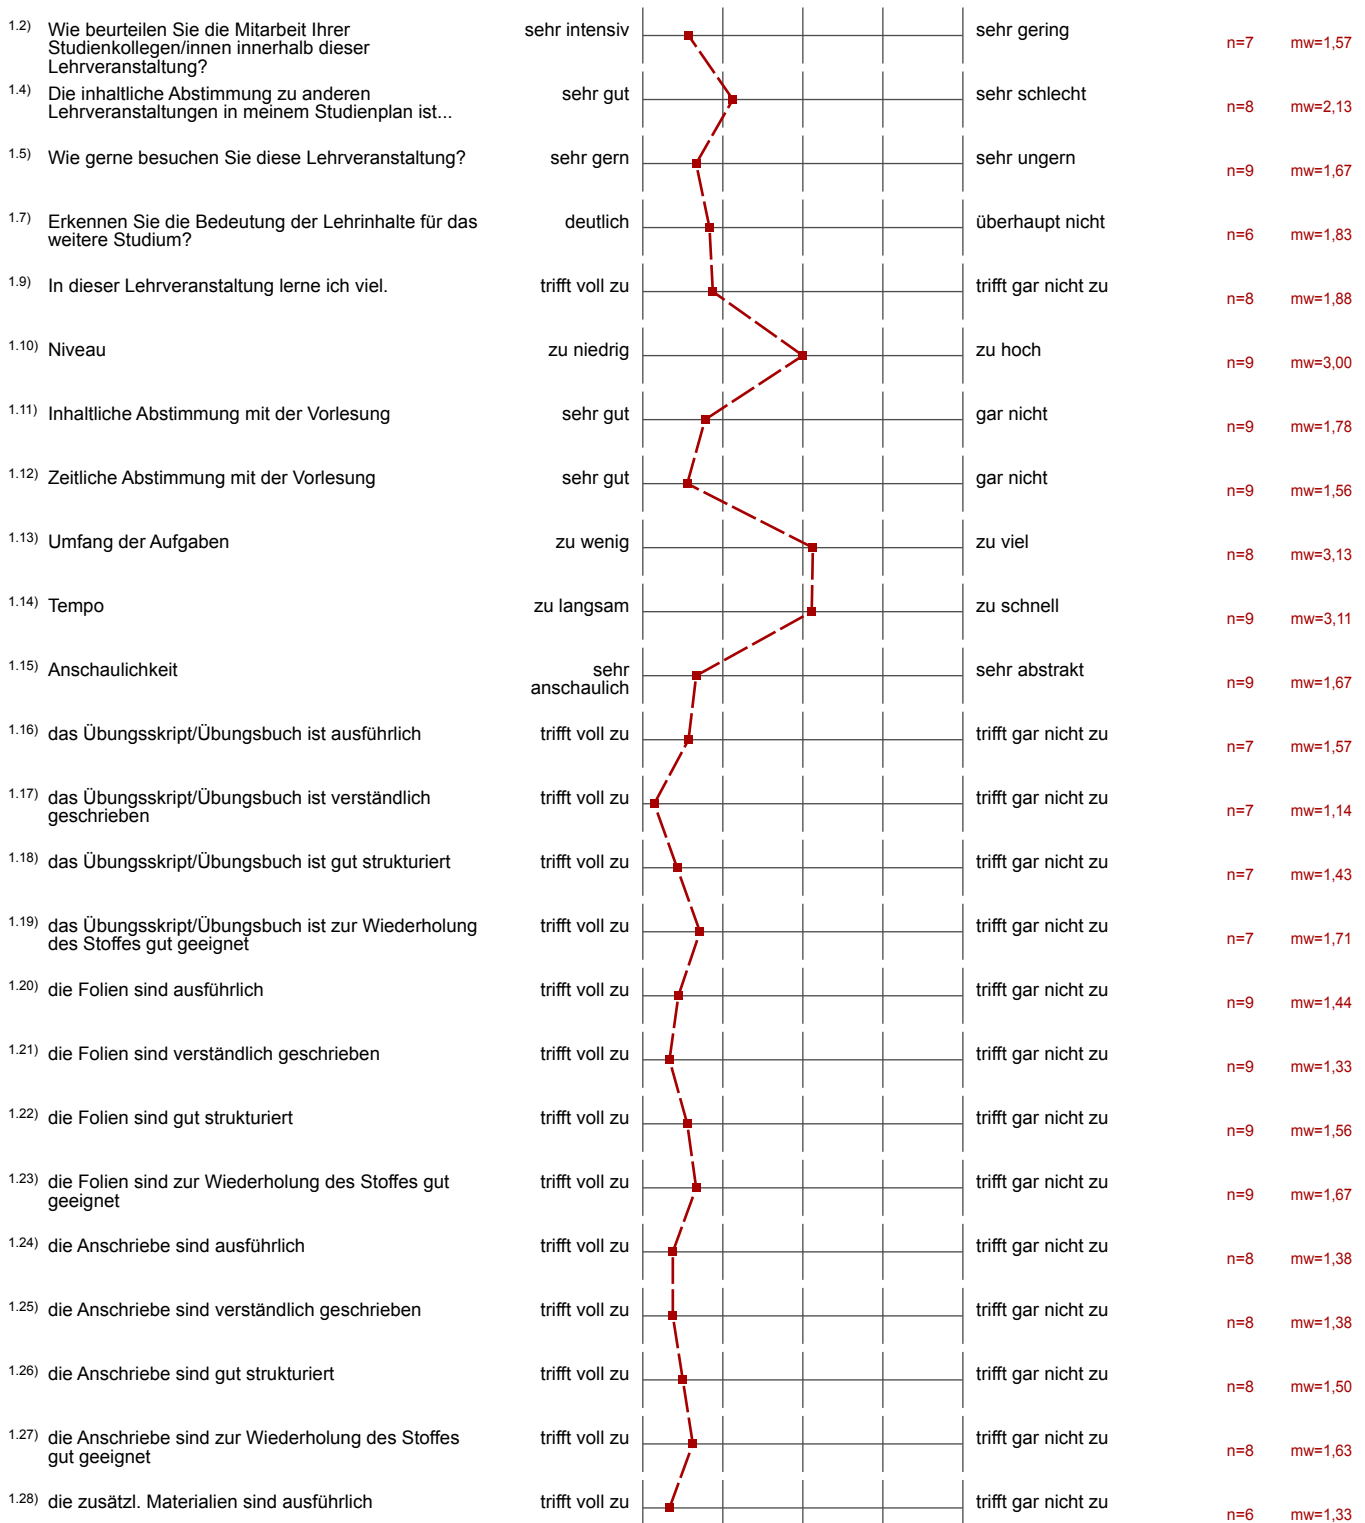 1.2) Wie beurteilen Sie die Mitarbeit Ihrer sehr intensiv sehr gering n=7 mw=1,57
Studienkollegen/innen innerhalb dieser
Lehrveranstaltung?
1.4) Die inhaltliche Abstimmung zu anderen sehr gut sehr schlecht n=8 mw=2,13
Lehrveranstaltungen in meinem Studienplan ist...
1.5) Wie gerne besuchen Sie diese Lehrveranstaltung? sehr gern sehr ungern n=9 mw=1,67
1.7) Erkennen Sie die Bedeutung der Lehrinhalte für das deutlich überhaupt nicht n=6 mw=1,83
weitere Studium?
1.9) In dieser Lehrveranstaltung lerne ich viel. trifft voll zu trifft gar nicht zu n=8 mw=1,88
1.10) Niveau zu niedrig zu hoch n=9 mw=3,00
1.11) Inhaltliche Abstimmung mit der Vorlesung sehr gut gar nicht n=9 mw=1,78
1.12) Zeitliche Abstimmung mit der Vorlesung sehr gut gar nicht n=9 mw=1,56
1.13) Umfang der Aufgaben zu wenig zu viel n=8 mw=3,13
1.14) Tempo zu langsam zu schnell n=9 mw=3,11
1.15) Anschaulichkeit sehr sehr abstrakt n=9 mw=1,67
anschaulich
1.16) das Übungsskript/Übungsbuch ist ausführlich trifft voll zu trifft gar nicht zu n=7 mw=1,57
1.17) das Übungsskript/Übungsbuch ist verständlich trifft voll zu trifft gar nicht zu n=7 mw=1,14
geschrieben
1.18) das Übungsskript/Übungsbuch ist gut strukturiert trifft voll zu trifft gar nicht zu n=7 mw=1,43
1.19) das Übungsskript/Übungsbuch ist zur Wiederholung trifft voll zu trifft gar nicht zu n=7 mw=1,71
des Stoffes gut geeignet
1.20) die Folien sind ausführlich trifft voll zu trifft gar nicht zu n=9 mw=1,44
1.21) die Folien sind verständlich geschrieben trifft voll zu trifft gar nicht zu n=9 mw=1,33
1.22) die Folien sind gut strukturiert trifft voll zu trifft gar nicht zu n=9 mw=1,56
1.23) die Folien sind zur Wiederholung des Stoffes gut trifft voll zu trifft gar nicht zu n=9 mw=1,67
geeignet
1.24) die Anschriebe sind ausführlich trifft voll zu trifft gar nicht zu n=8 mw=1,38
1.25) die Anschriebe sind verständlich geschrieben trifft voll zu trifft gar nicht zu n=8 mw=1,38
1.26) die Anschriebe sind gut strukturiert trifft voll zu trifft gar nicht zu n=8 mw=1,50
1.27) die Anschriebe sind zur Wiederholung des Stoffes trifft voll zu trifft gar nicht zu n=8 mw=1,63
gut geeignet
1.28) die zusätzl. Materialien sind ausführlich trifft voll zu trifft gar nicht zu n=6 mw=1,33